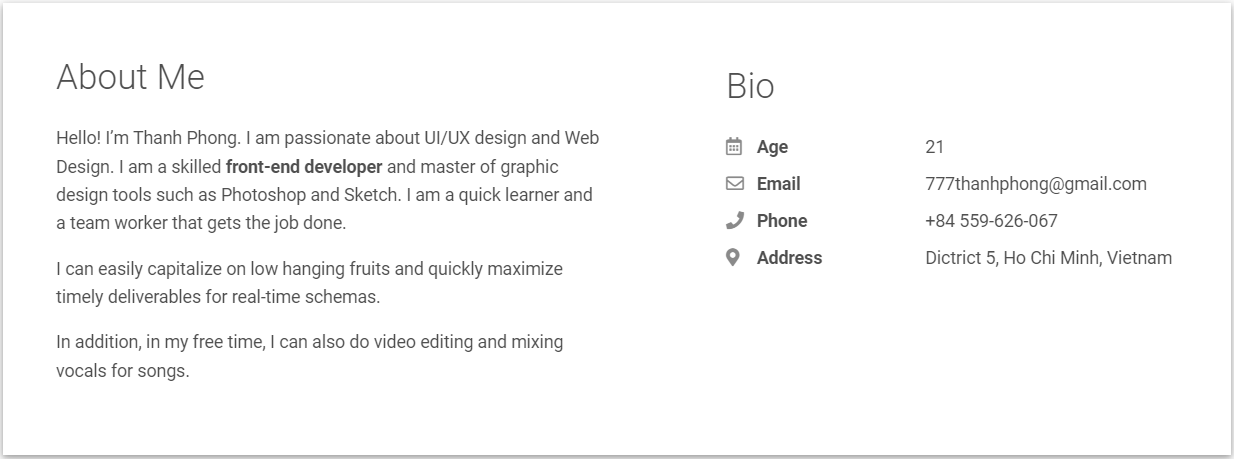 About Me
Hello! I’m Thanh Phong. I am passionate about UI/UX design and Web
Design. I am a skilled front-end developer and master of graphic
design tools such as Photoshop and Sketch. I am a quick learner and
a team worker that gets the job done.
I can easily capitalize on low hanging fruits and quickly maximize
timely deliverables for real-time schemas.
In addition, in my free time, I can also do video editing and mixing
vocals for songs.
Bio
Age 21
Email 777thanhphong@gmail.com
Phone +84 559-626-067
Address Dictrict 5, Ho Chi Minh, Vietnam